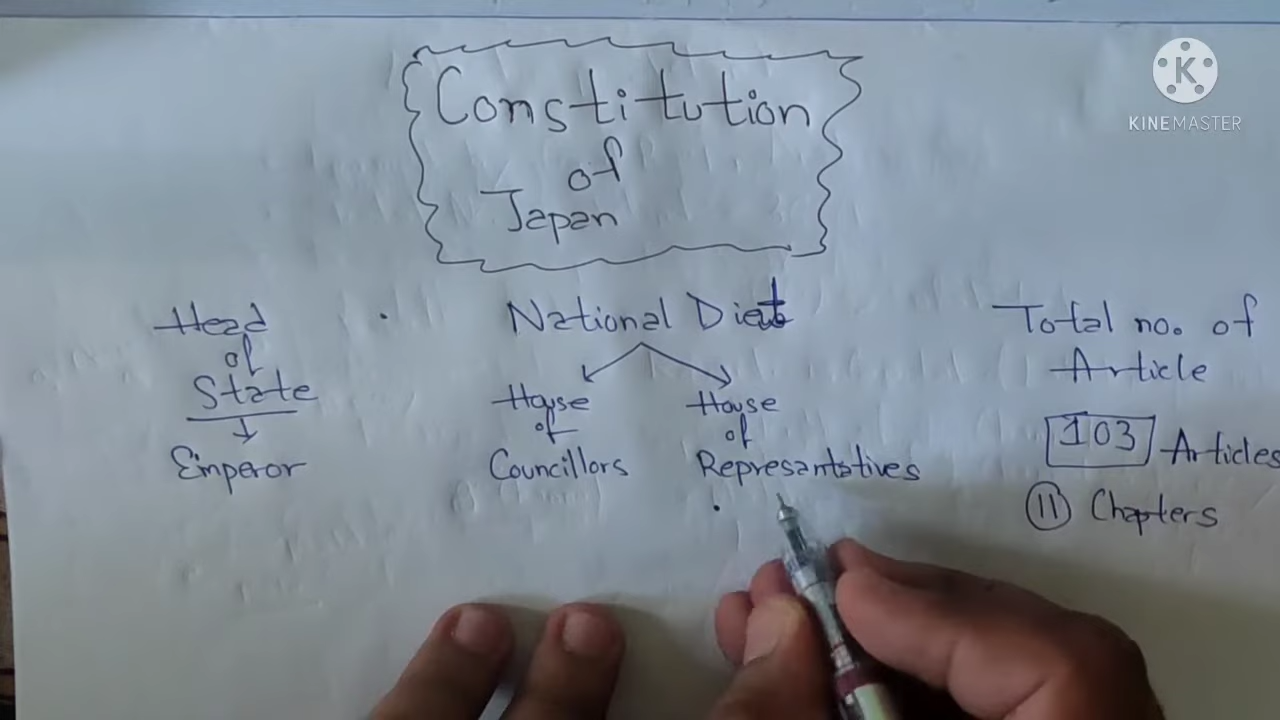 Constitution
of
Japan
K
KINEMASTER
Head
of
State
Emperor
National Diet
House
of
Councillors
House
of
Represantatives
Total no. of
Article
103 Articles
11 Chapters